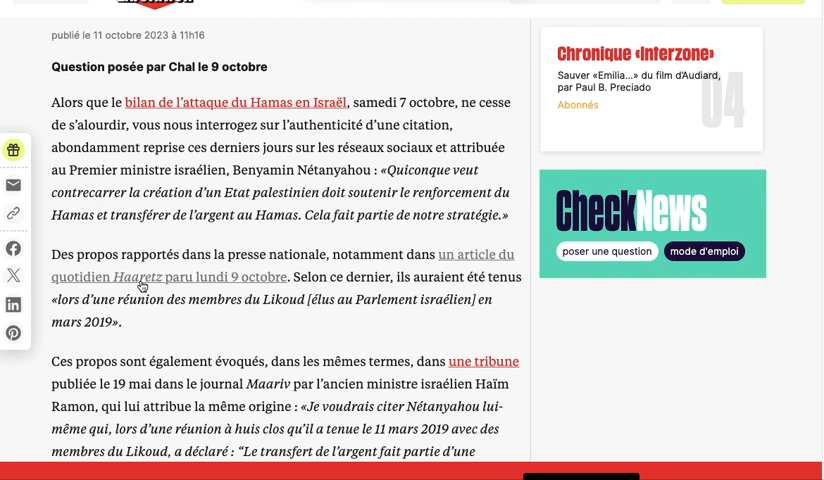 publié le 11 octobre 2023 à 11h16
Question posée par Chal le 9 octobre
Alors que le bilan de l'attaque du Hamas en Israël, samedi 7 octobre, ne cesse
de s'alourdir, vous nous interrogez sur l'authenticité d'une citation,
abondamment reprise ces derniers jours sur les réseaux sociaux et attribuée
au Premier ministre israélien, Benyamin Nétanyahou : «Quiconque veut
contrecarrer la création d'un Etat palestinien doit soutenir le renforcement du
Hamas et transférer de l'argent au Hamas. Cela fait partie de notre stratégie.»
Des propos rapportés dans la presse nationale, notamment dans un article du
quotidien Haaretz paru lundi 9 octobre. Selon ce dernier, ils auraient été tenus
«lors d'une réunion des membres du Likoud [élus au Parlement israélien] en
mars 2019».
Ces propos sont également évoqués, dans les mêmes termes, dans une tribune
publiée le 19 mai dans le journal Maariv par l'ancien ministre israélien Haïm
Ramon, qui lui attribue la même origine : «Je voudrais citer Nétanyahou lui-
même qui, lors d'une réunion à huis clos qu'il a tenue le 11 mars 2019 avec des
membres du Likoud, a déclaré : "Le transfert de l'argent fait partie d'une
Chronique «Interzone»
Sauver «Emilia...» du film d'Audiard,
par Paul B. Preciado
Abonnés
04
CheckNews
poser une question
mode d'emploi